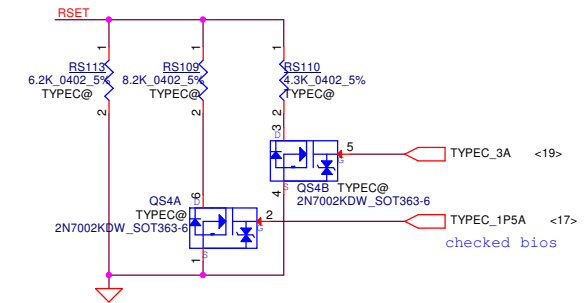 RSET
1
1
1
RS113
RS109
RS110
6.2K_0402_5%
8.2K_0402_5%
4.3K_0402_5%
TYPEC@
TYPEC@
TYPEC@
2
2
2
3
D
5
TYPEC_3A
<19>
G
S
4
QS4B
TYPEC@
2N7002KDW_SOT363-6
QS4A
6
D
TYPEC@
2N7002KDW_SOT363-6
2
TYPEC_1P5A
<17>
G
S
1
checked bios